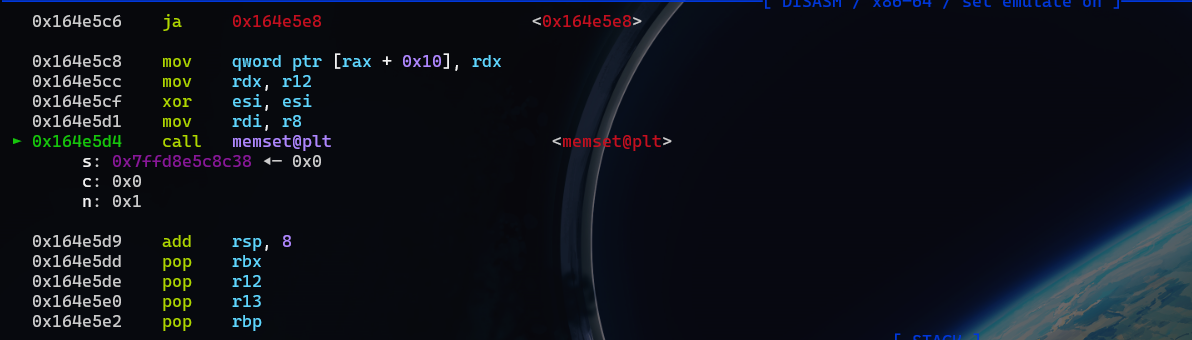 [ DISASM / x86-64 / set emulate on ]
0x164e5c6 ja 0x164e5e8 <0x164e5e8>
0x164e5c8 mov qword ptr [rax + 0x10], rdx
0x164e5cc mov rdx, r12
0x164e5cf xor esi, esi
0x164e5d1 mov rdi, r8
► 0x164e5d4 call memset@plt <memset@plt>
s: 0x7ffd8e5c8c38 ◂— 0x0
c: 0x0
n: 0x1
0x164e5d9 add rsp, 8
0x164e5dd pop rbx
0x164e5de pop r12
0x164e5e0 pop r13
0x164e5e2 pop rbp
[ STACK ]